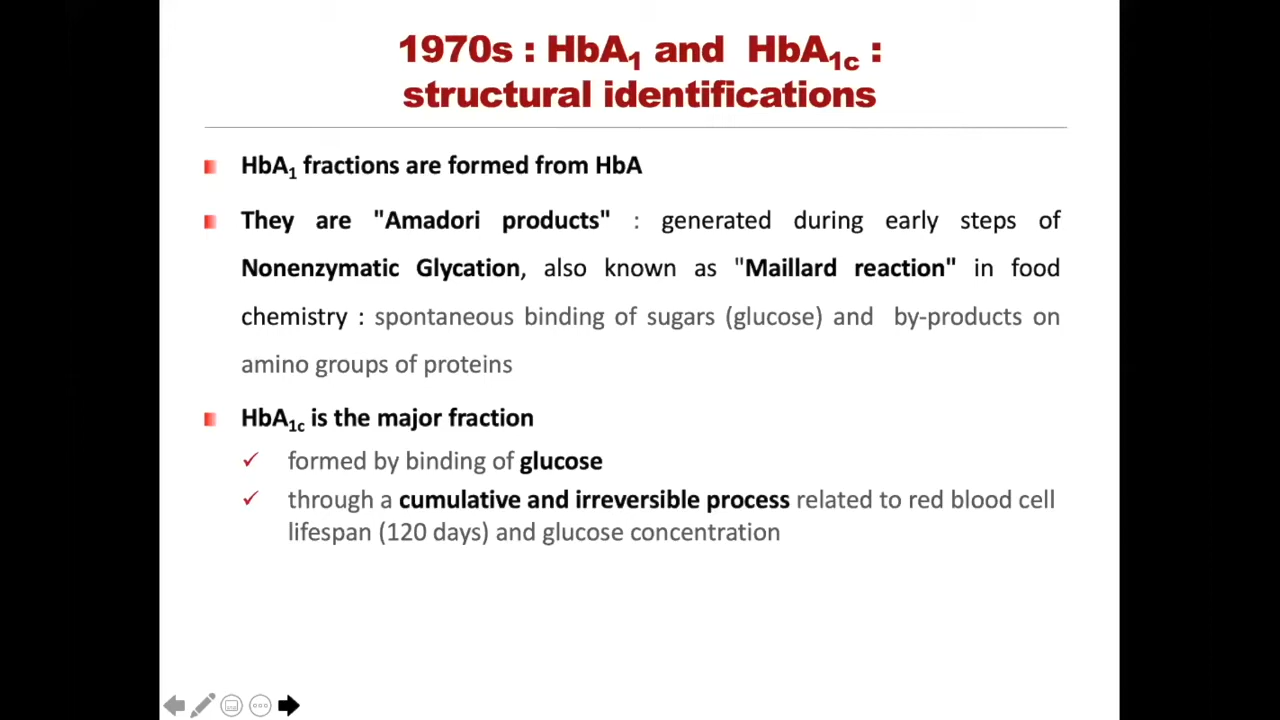 1970s : HbA1 and HbA1c :
structural identifications
HbA1 fractions are formed from HbA
They are "Amadori products" : generated during early steps of
Nonenzymatic Glycation, also known as "Maillard reaction" in food
chemistry : spontaneous binding of sugars (glucose) and by-products on
amino groups of proteins
HbA1c is the major fraction
formed by binding of glucose
through a cumulative and irreversible process related to red blood cell
lifespan (120 days) and glucose concentration